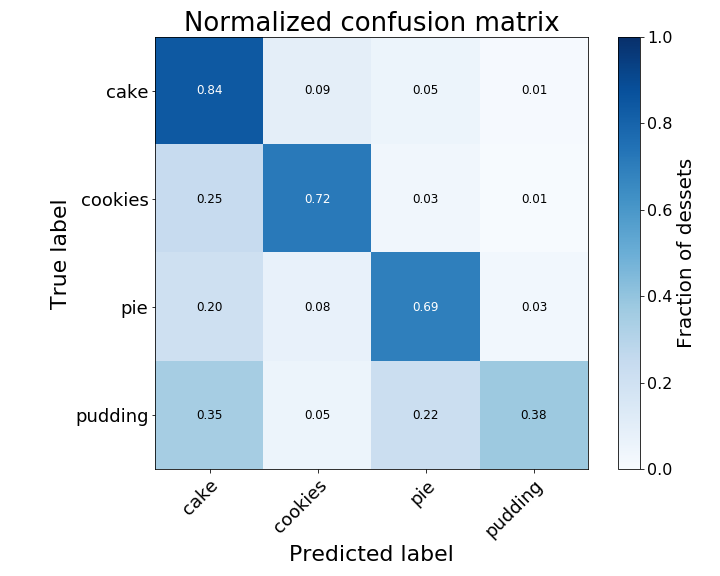 Normalized confusion matrix
cake 0.84 0.09 0.05 0.01
cookies 0.25 0.72 0.03 0.01
pie 0.20 0.08 0.69 0.03
pudding 0.35 0.05 0.22 0.38
True label
cake cookies pie pudding
Predicted label
1.0
0.8
0.6
0.4
0.2
0.0
Fraction of dessets